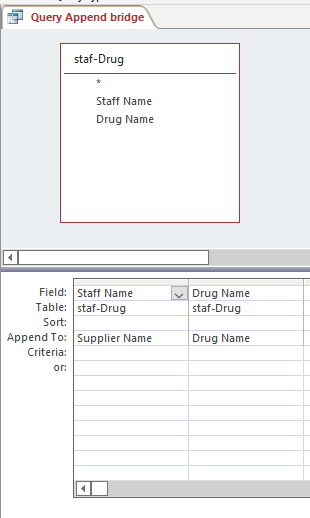 Query Append bridge
staf-Drug
*
Staff Name
Drug Name
Field: Staff Name Drug Name
Table: staf-Drug staf-Drug
Sort:
Append To: Supplier Name Drug Name
Criteria:
or: